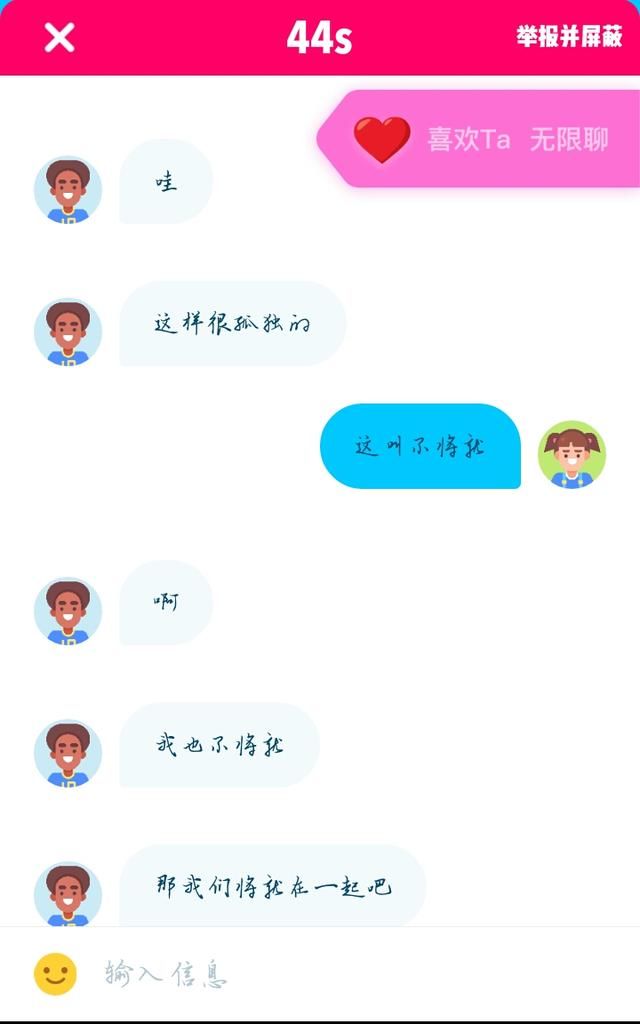 44s
举报并屏蔽
喜欢Ta 无限聊
哇
这样很孤独的
这叫不将就
啊
我也不将就
那我们将就在一起吧
输入信息